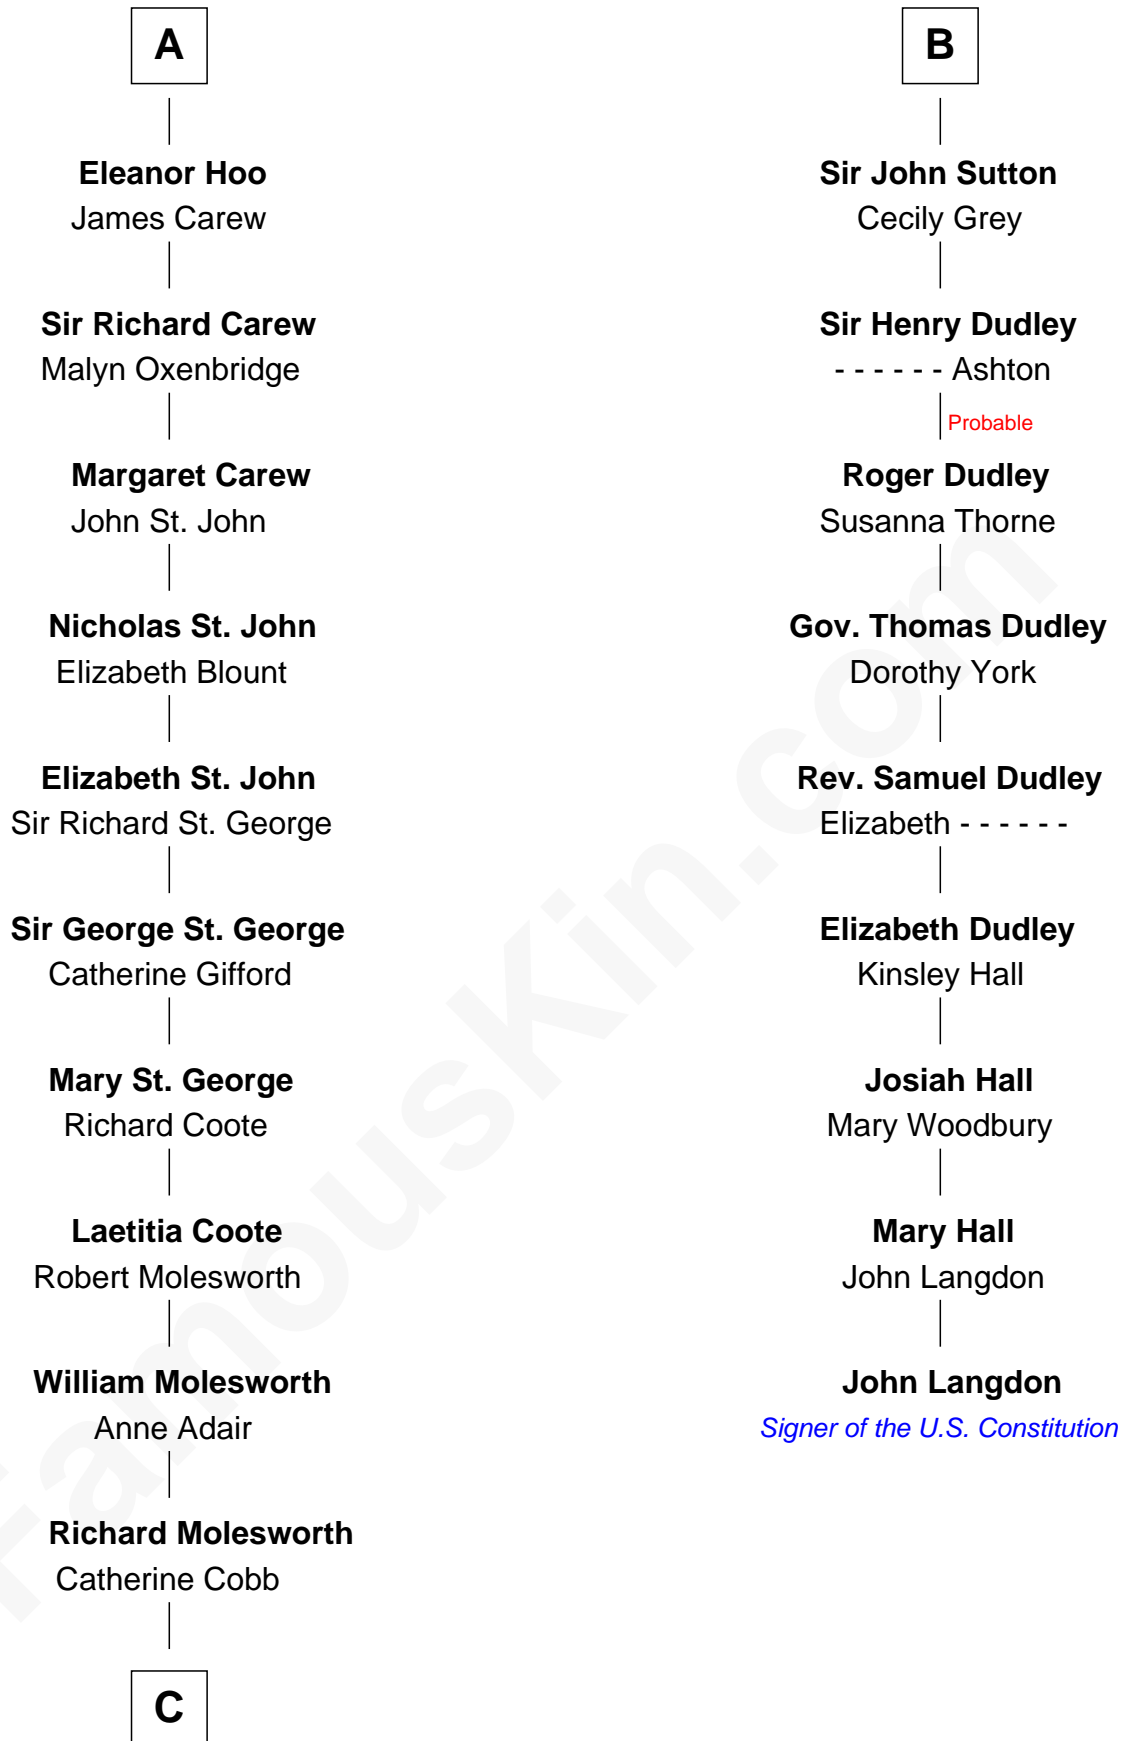 A
Eleanor Hoo
James Carew
Sir Richard Carew
Malyn Oxenbridge
Margaret Carew
John St. John
Nicholas St. John
Elizabeth Blount
Elizabeth St. John
Sir Richard St. George
Sir George St. George
Catherine Gifford
Mary St. George
Richard Coote
Laetitia Coote
Robert Molesworth
William Molesworth
Anne Adair
Richard Molesworth
Catherine Cobb
C
B
Sir John Sutton
Cecily Grey
Sir Henry Dudley
- - - - - - Ashton
Probable
Roger Dudley
Susanna Thorne
Gov. Thomas Dudley
Dorothy York
Rev. Samuel Dudley
Elizabeth - - - - - -
Elizabeth Dudley
Kinsley Hall
Josiah Hall
Mary Woodbury
Mary Hall
John Langdon
John Langdon
Signer of the U.S. Constitution
FamousKin.com